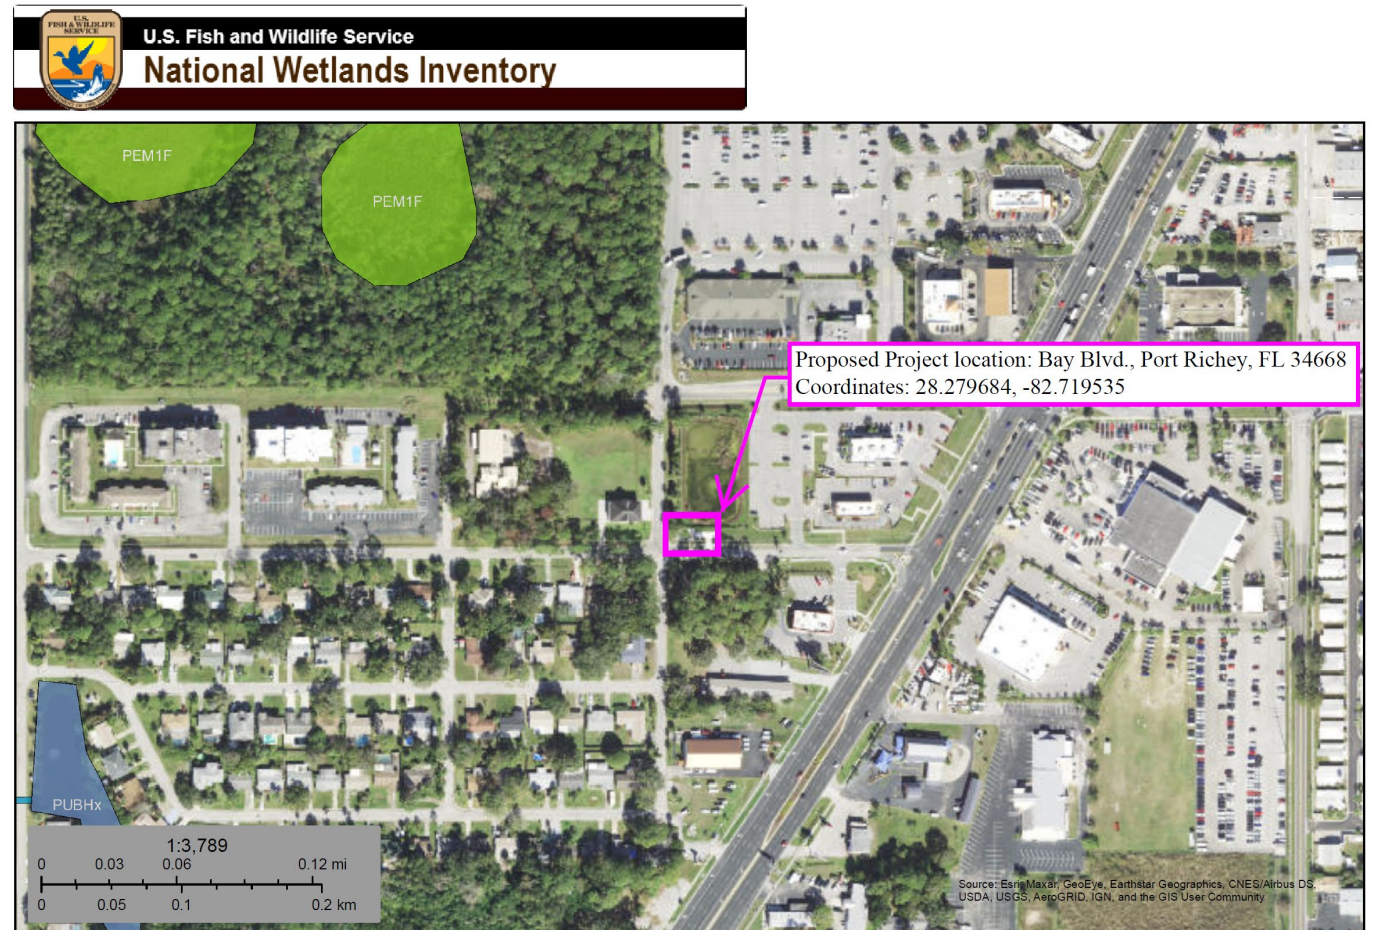 U.S.
FISH & WILDLIFE
SERVICE
U.S. Fish and Wildlife Service
National Wetlands Inventory
PEM1F
PEM1F
Proposed Project location: Bay Blvd., Port Richey, FL 34668
Coordinates: 28.279684, -82.719535
PUBHx
1:3,789
0 0.03 0.06 0.12 mi
0 0.05 0.1 0.2 km
Source: Esri, Maxar, GeoEye, Earthstar Geographics, CNES/Airbus DS,
USDA, USGS, AeroGRID, IGN, and the GIS User Community